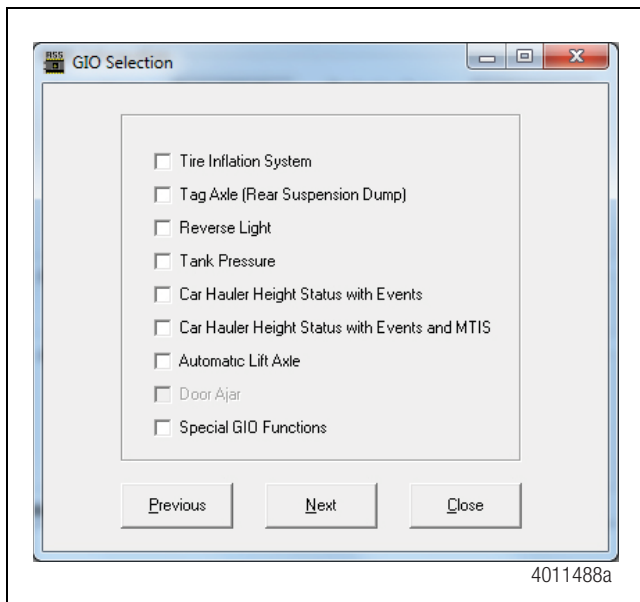 RSS
GIO Selection
Tire Inflation System
Tag Axle (Rear Suspension Dump)
Reverse Light
Tank Pressure
Car Hauler Height Status with Events
Car Hauler Height Status with Events and MTIS
Automatic Lift Axle
Door Ajar
Special GIO Functions
Previous Next Close
4011488a